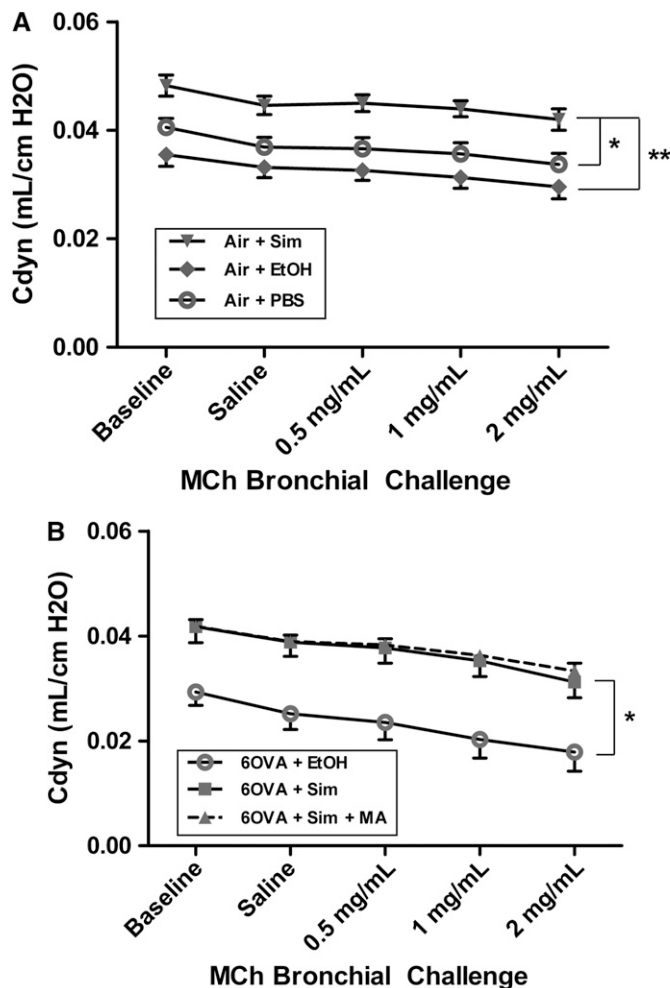 A
Cdyn (mL/cm H2O)
0.06
0.04
0.02
0.00
*
**
Air + Sim
Air + EtOH
Air + PBS
Baseline
Saline
0.5 mg/mL
1 mg/mL
2 mg/mL
MCh Bronchial Challenge
B
Cdyn (mL/cm H2O)
0.06
0.04
0.02
0.00
*
6OVA + EtOH
6OVA + Sim
6OVA + Sim + MA
Baseline
Saline
0.5 mg/mL
1 mg/mL
2 mg/mL
MCh Bronchial Challenge